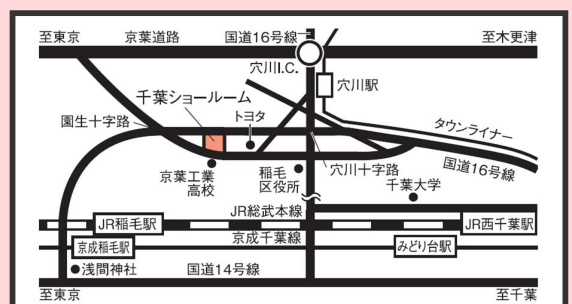 至東京
京葉道路
国道16号線
至木更津
穴川I.C.
穴川駅
千葉ショールーム
園生十字路
トヨタ
タウンライナー
京葉工業
高校
稲毛
区役所
穴川十字路
国道16号線
千葉大学
JR総武本線
JR稲毛駅
JR西千葉駅
京成千葉線
京成稲毛駅
みどり台駅
浅間神社
国道14号線
至東京
至千葉